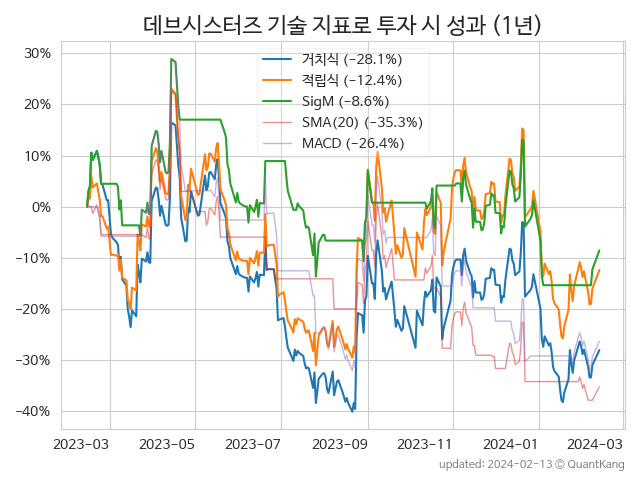 데브시스터즈 기술 지표로 투자 시 성과 (1년)
30%
20%
10%
0%
−10%
−20%
−30%
−40%
거치식 (−28.1%)
적립식 (−12.4%)
SigM (−8.6%)
SMA(20) (−35.3%)
MACD (−26.4%)
2023-03 2023-05 2023-07 2023-09 2023-11 2024-01 2024-03
updated: 2024-02-13 ⓒ QuantKang